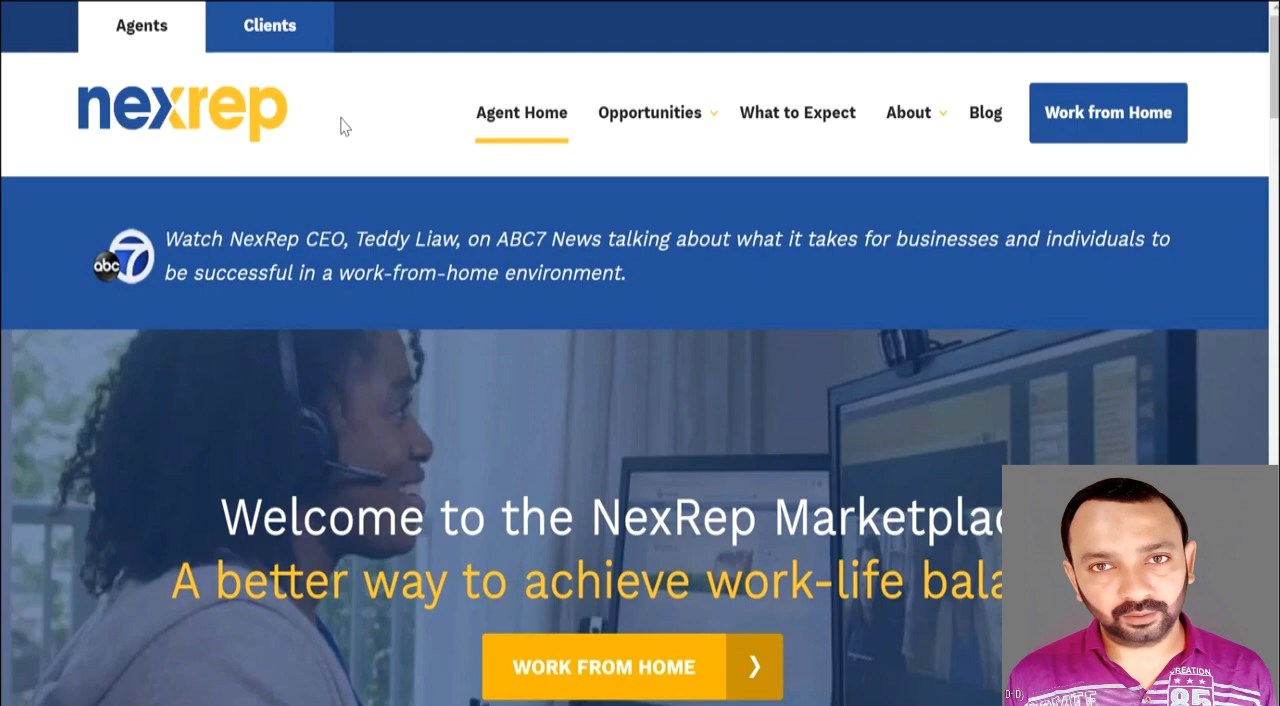 Agents
Clients
nexrep
Agent Home
Opportunities
What to Expect
About
Blog
Work from Home
abc 7
Watch NexRep CEO, Teddy Liaw, on ABC7 News talking about what it takes for businesses and individuals to
be successful in a work-from-home environment.
Welcome to the NexRep Marketplac
A better way to achieve work-life bala
WORK FROM HOME
CREATION
85